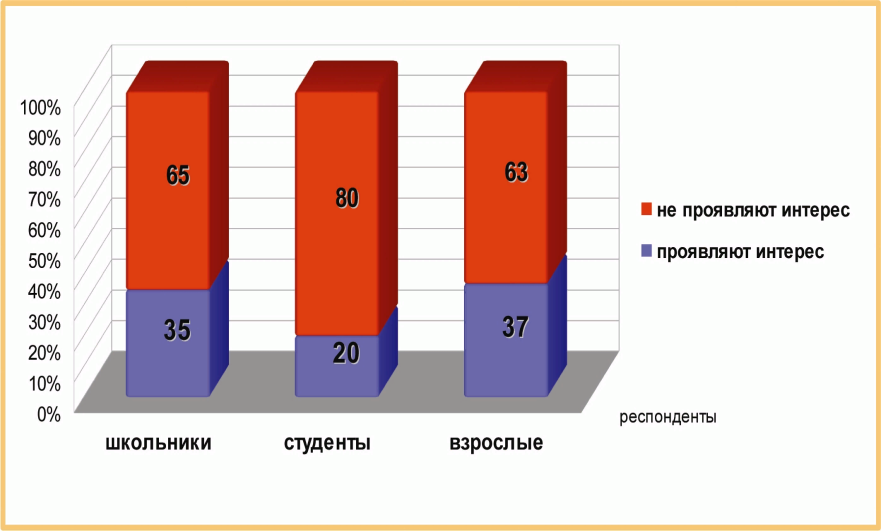 100%
90%
80%
70%
60%
50%
40%
30%
20%
10%
0%
65
80
63
35
20
37
не проявляют интерес
проявляют интерес
школьники
студенты
взрослые
респонденты